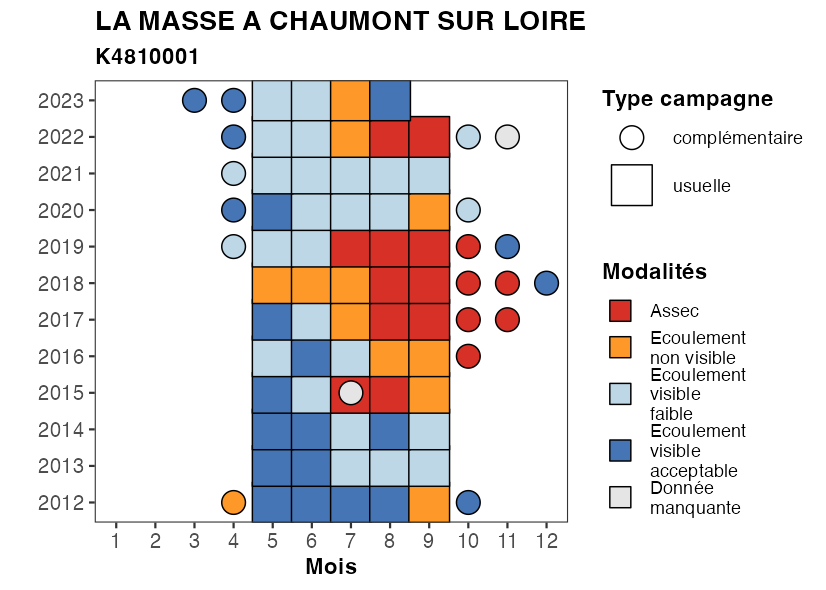 LA MASSE A CHAUMONT SUR LOIRE
K4810001
2023
2022
2021
2020
2019
2018
2017
2016
2015
2014
2013
2012
1 2 3 4 5 6 7 8 9 10 11 12
Mois
Type campagne
complémentaire
usuelle
Modalités
Assec
Ecoulement
non visible
Ecoulement
visible
faible
Ecoulement
visible
acceptable
Donnée
manquante